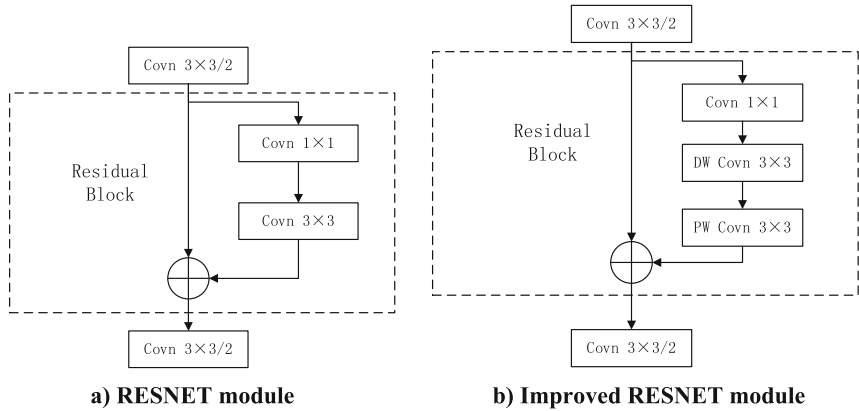 Covn 3×3/2
Covn 1×1
Residual
Block
Covn 3×3
Covn 3×3/2
a) RESNET module
Covn 3×3/2
Covn 1×1
Residual
Block
DW Covn 3×3
PW Covn 3×3
Covn 3×3/2
b) Improved RESNET module